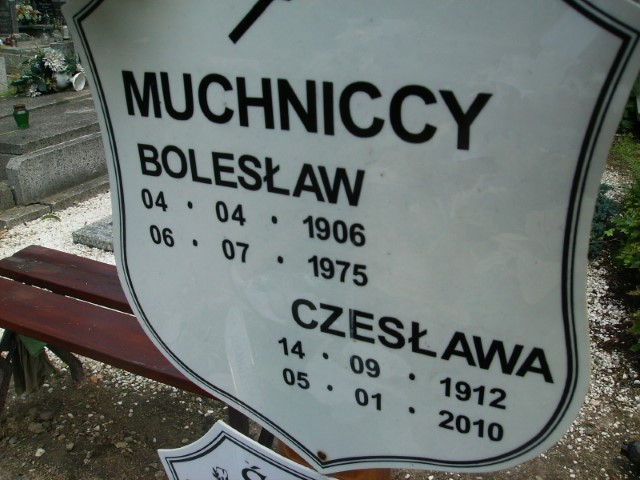 MUCHNICCY
BOLESŁAW
04 · 04 · 1906
06 · 07 · 1975
CZESŁAWA
14 · 09 · 1912
05 · 01 · 2010